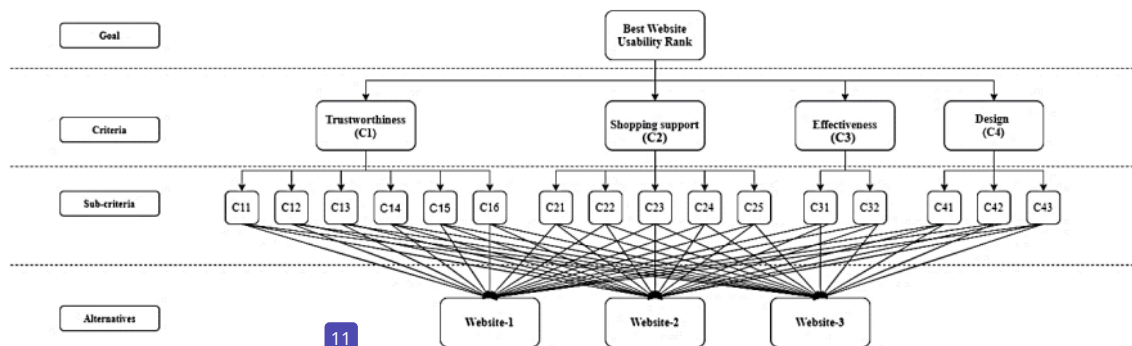 Goal
Best Website
Usability Rank
Criteria
Trustworthiness
(C1)
Shopping support
(C2)
Effectiveness
(C3)
Design
(C4)
Sub-criteria
C11 C12 C13 C14 C15 C16 C21 C22 C23 C24 C25 C31 C32 C41 C42 C43
Alternatives
Website-1 Website-2 Website-3
11